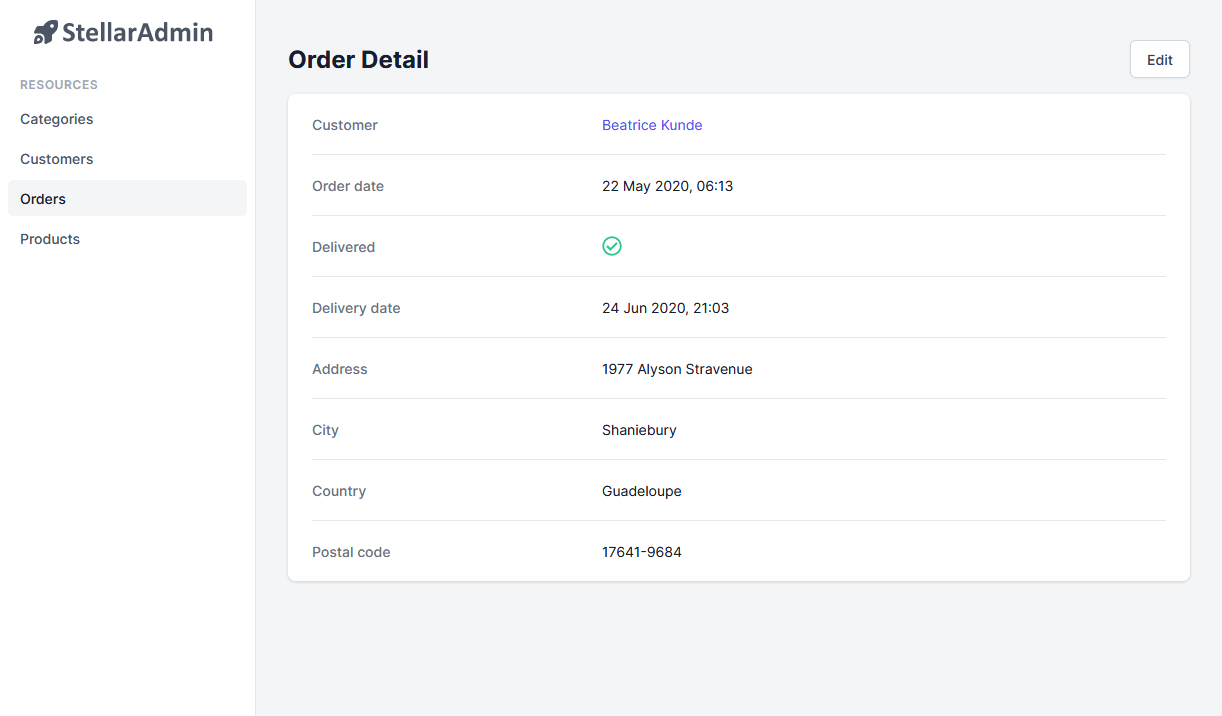 StellarAdmin
RESOURCES
Categories
Customers
Orders
Products
Order Detail
Edit
Customer Beatrice Kunde
Order date 22 May 2020, 06:13
Delivered
Delivery date 24 Jun 2020, 21:03
Address 1977 Alyson Stravenue
City Shaniebury
Country Guadeloupe
Postal code 17641-9684